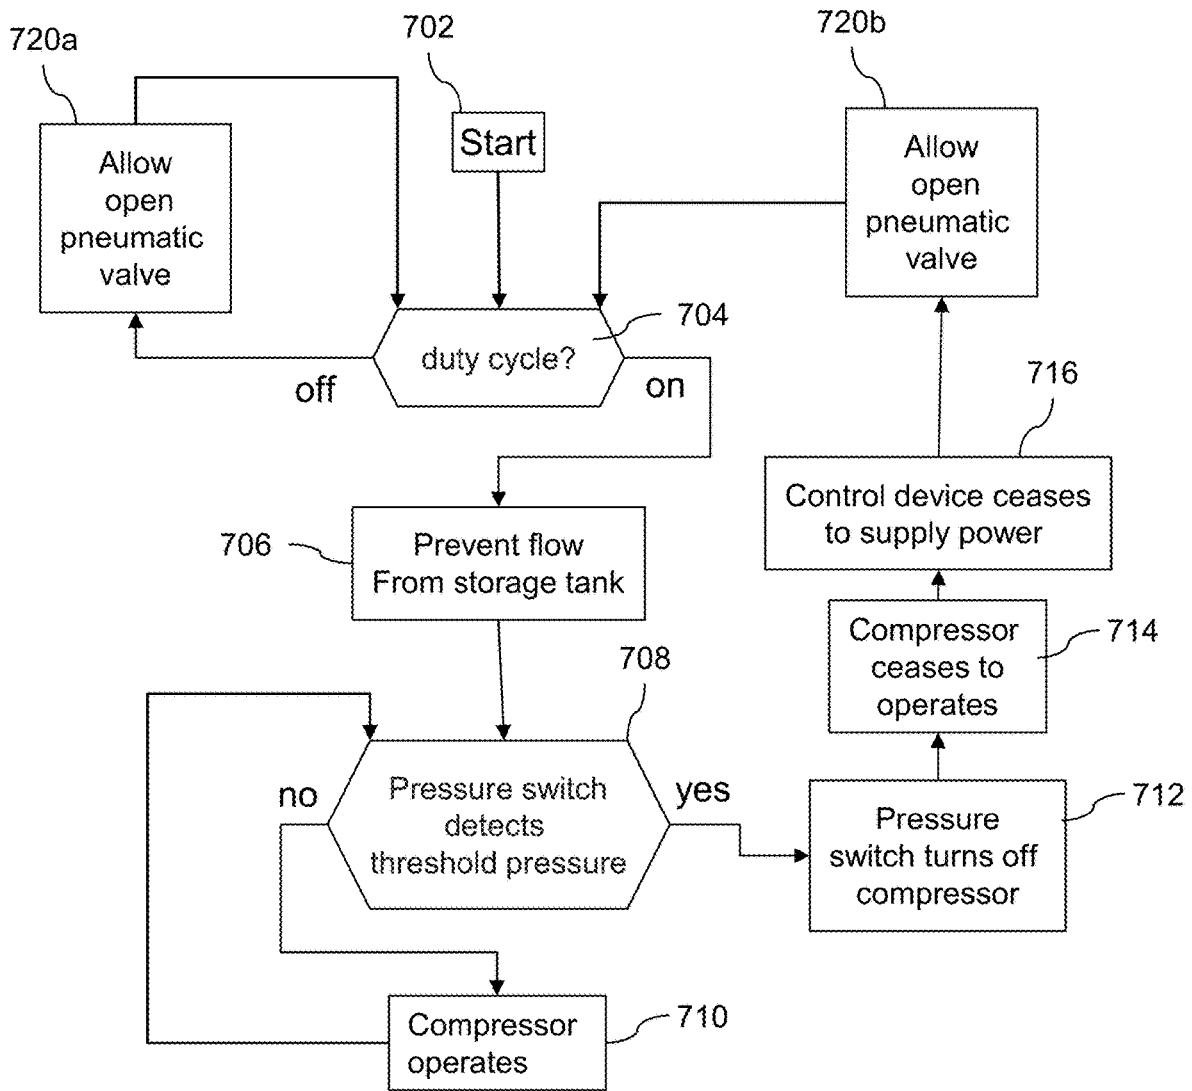 720a
702
720b
Allow
open
pneumatic
valve
Start
Allow
open
pneumatic
valve
704
duty cycle?
off
on
716
Control device ceases
to supply power
706
Prevent flow
From storage tank
Compressor
ceases to
operates
714
708
no
Pressure switch
detects
threshold pressure
yes
712
Pressure
switch turns off
compressor
Compressor
operates
710